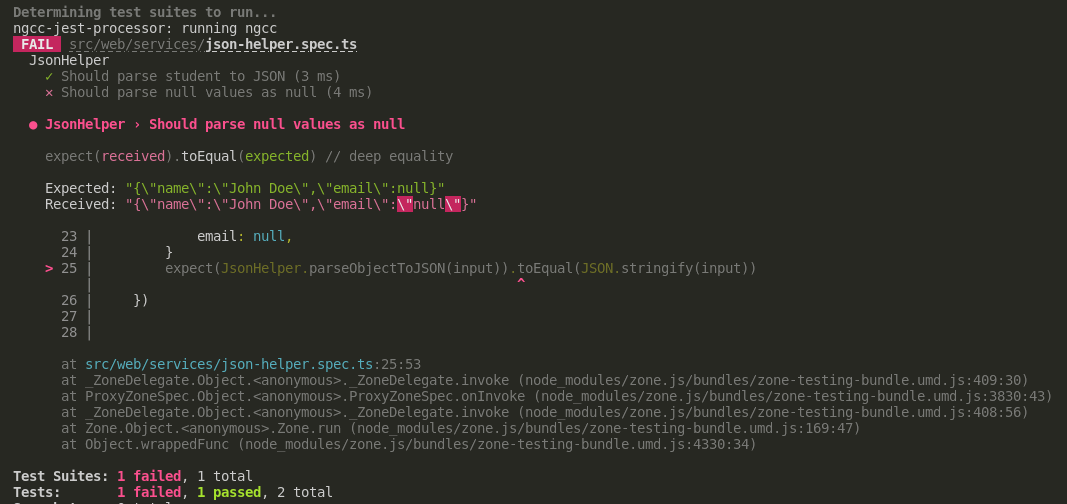 Determining test suites to run...
ngcc-jest-processor: running ngcc
FAIL src/web/services/json-helper.spec.ts
JsonHelper
✓ Should parse student to JSON (3 ms)
✕ Should parse null values as null (4 ms)
● JsonHelper › Should parse null values as null
expect(received).toEqual(expected) // deep equality
Expected: "{\"name\":\"John Doe\",\"email\":null}"
Received: "{\"name\":\"John Doe\",\"email\":\"null\"}"
23 |             email: null,
24 |         }
> 25 |         expect(JsonHelper.parseObjectToJSON(input)).toEqual(JSON.stringify(input))
|                                                     ^
26 |     })
27 |
28 |
at src/web/services/json-helper.spec.ts:25:53
at _ZoneDelegate.Object.<anonymous>._ZoneDelegate.invoke (node_modules/zone.js/bundles/zone-testing-bundle.umd.js:409:30)
at ProxyZoneSpec.Object.<anonymous>.ProxyZoneSpec.onInvoke (node_modules/zone.js/bundles/zone-testing-bundle.umd.js:3830:43)
at _ZoneDelegate.Object.<anonymous>._ZoneDelegate.invoke (node_modules/zone.js/bundles/zone-testing-bundle.umd.js:408:56)
at Zone.Object.<anonymous>.Zone.run (node_modules/zone.js/bundles/zone-testing-bundle.umd.js:169:47)
at Object.wrappedFunc (node_modules/zone.js/bundles/zone-testing-bundle.umd.js:4330:34)
Test Suites: 1 failed, 1 total
Tests:       1 failed, 1 passed, 2 total